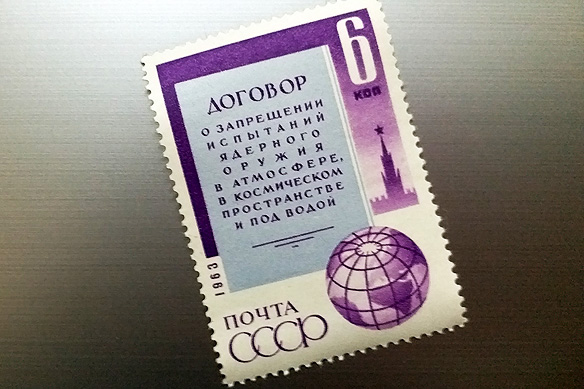 6
КОП
ДОГОВОР
О ЗАПРЕЩЕНИИ
ИСПЫТАНИЙ
ЯДЕРНОГО
ОРУЖИЯ
В АТМОСФЕРЕ,
В КОСМИЧЕСКОМ
ПРОСТРАНСТВЕ
И ПОД ВОДОЙ
1963
ПОЧТА
СССР